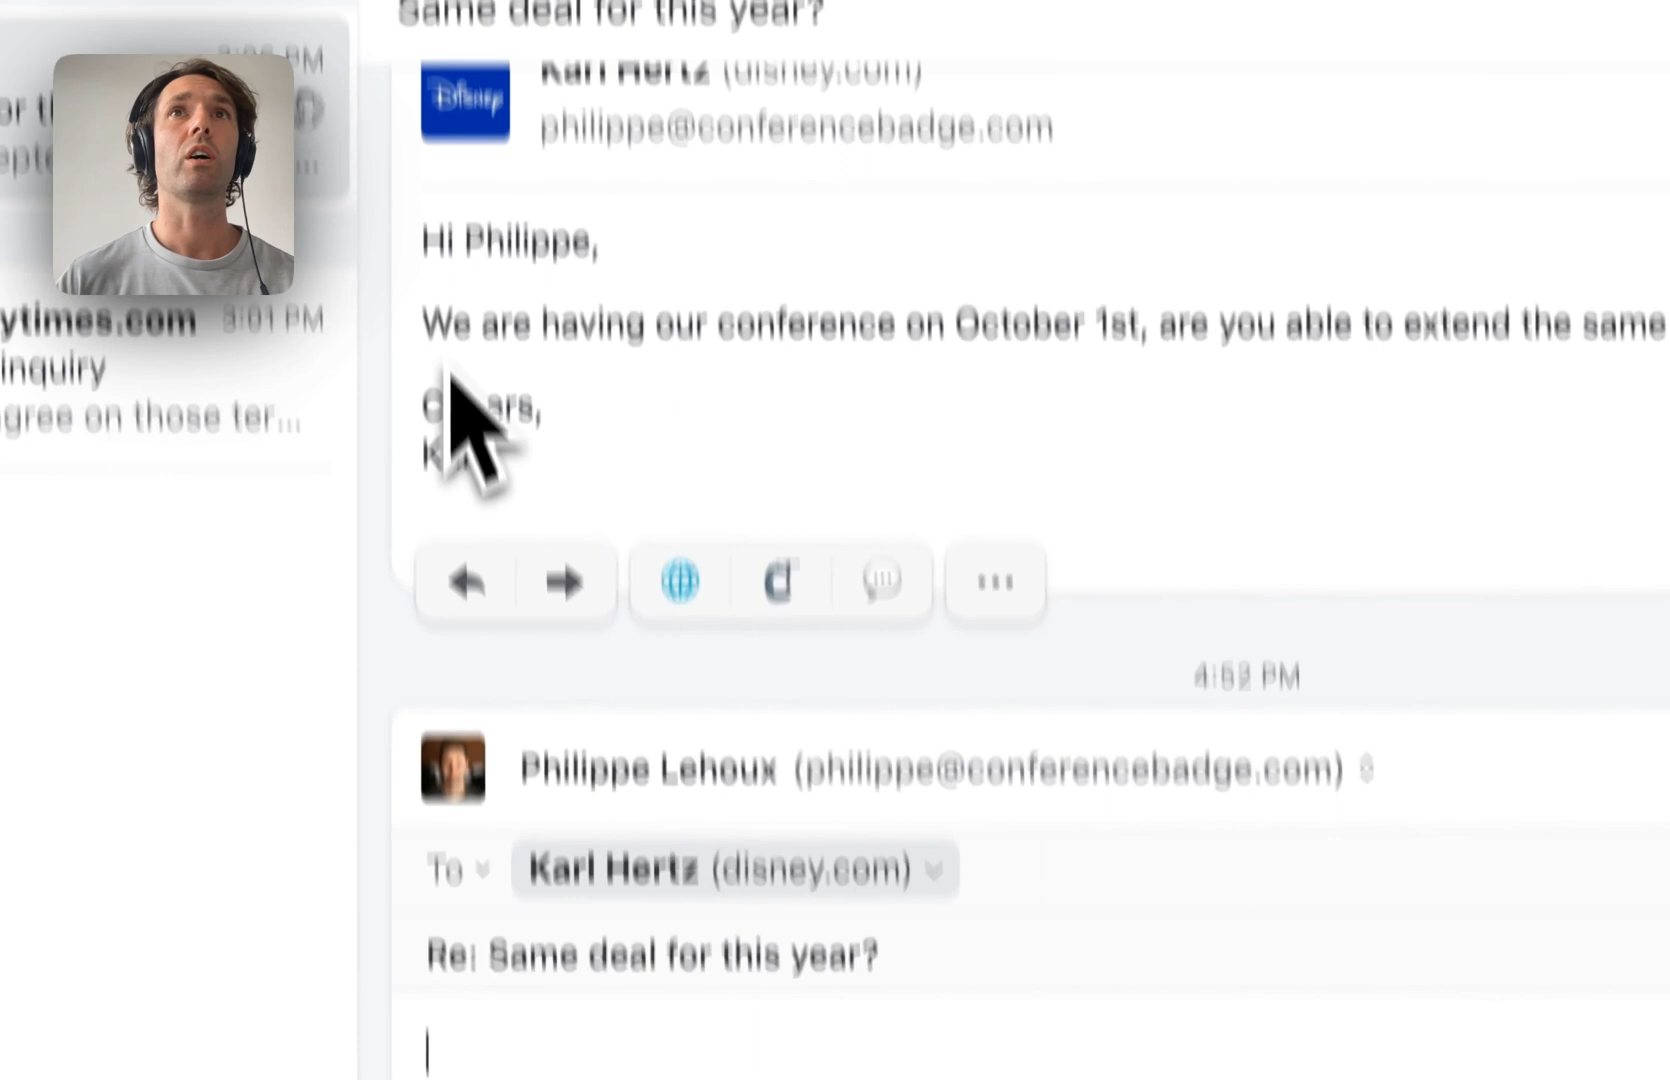 Same deal for this year?
PM
Disney
Karl Hertz (disney.com)
philippe@conferencebadge.com
Hi Philippe,
We are having our conference on October 1st, are you able to extend the same
ytimes.com 3:01 PM
inquiry
gree on those ter...
4:52 PM
Philippe Lehoux (philippe@conferencebadge.com)
To Karl Hertz (disney.com)
Re: Same deal for this year?